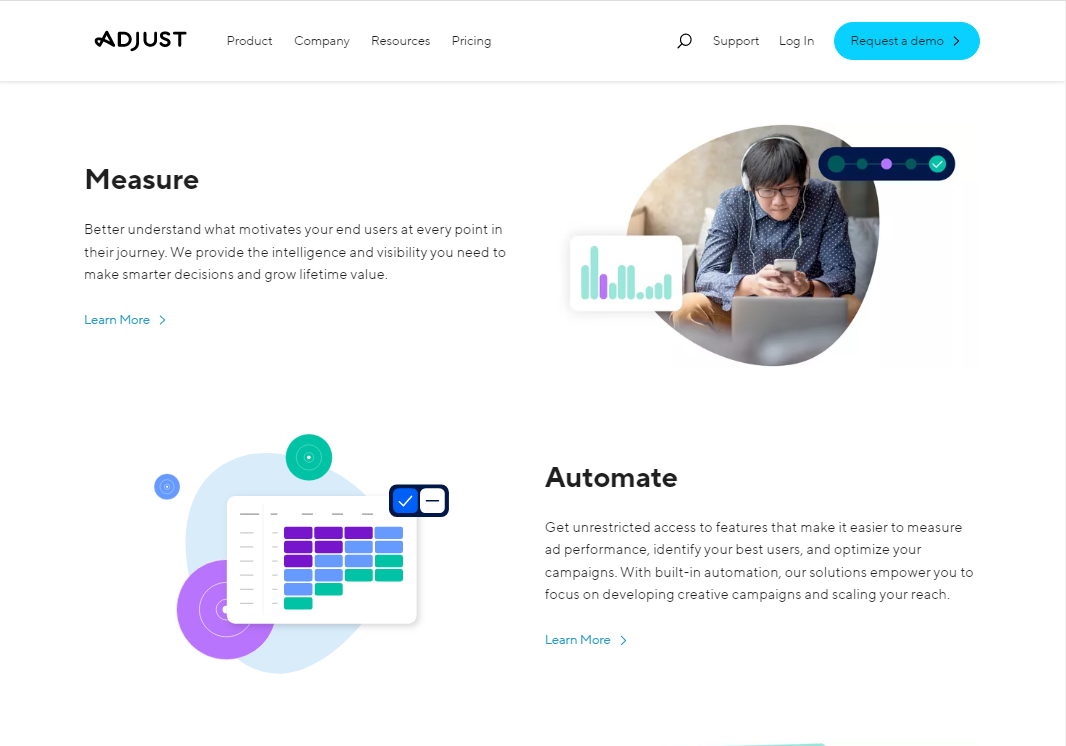 ADJUST
Product Company Resources Pricing
Support Log In Request a demo
Measure
Better understand what motivates your end users at every point in
their journey. We provide the intelligence and visibility you need to
make smarter decisions and grow lifetime value.
Learn More
Automate
Get unrestricted access to features that make it easier to measure
ad performance, identify your best users, and optimize your
campaigns. With built-in automation, our solutions empower you to
focus on developing creative campaigns and scaling your reach.
Learn More